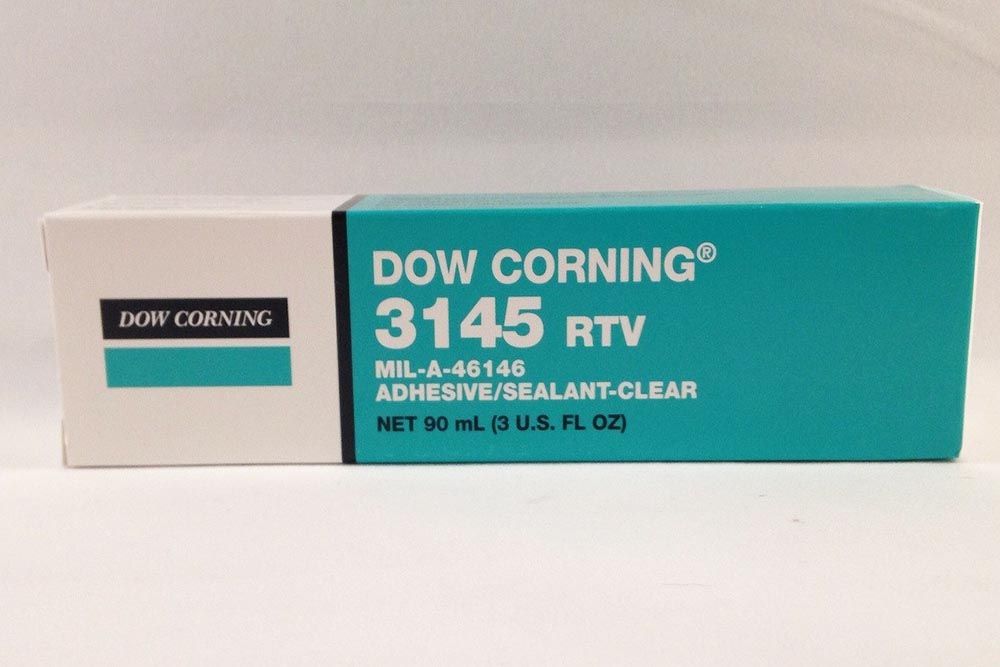 DOW CORNING
DOW CORNING®
3145 RTV
MIL-A-46146
ADHESIVE/SEALANT-CLEAR
NET 90 mL (3 U.S. FL OZ)